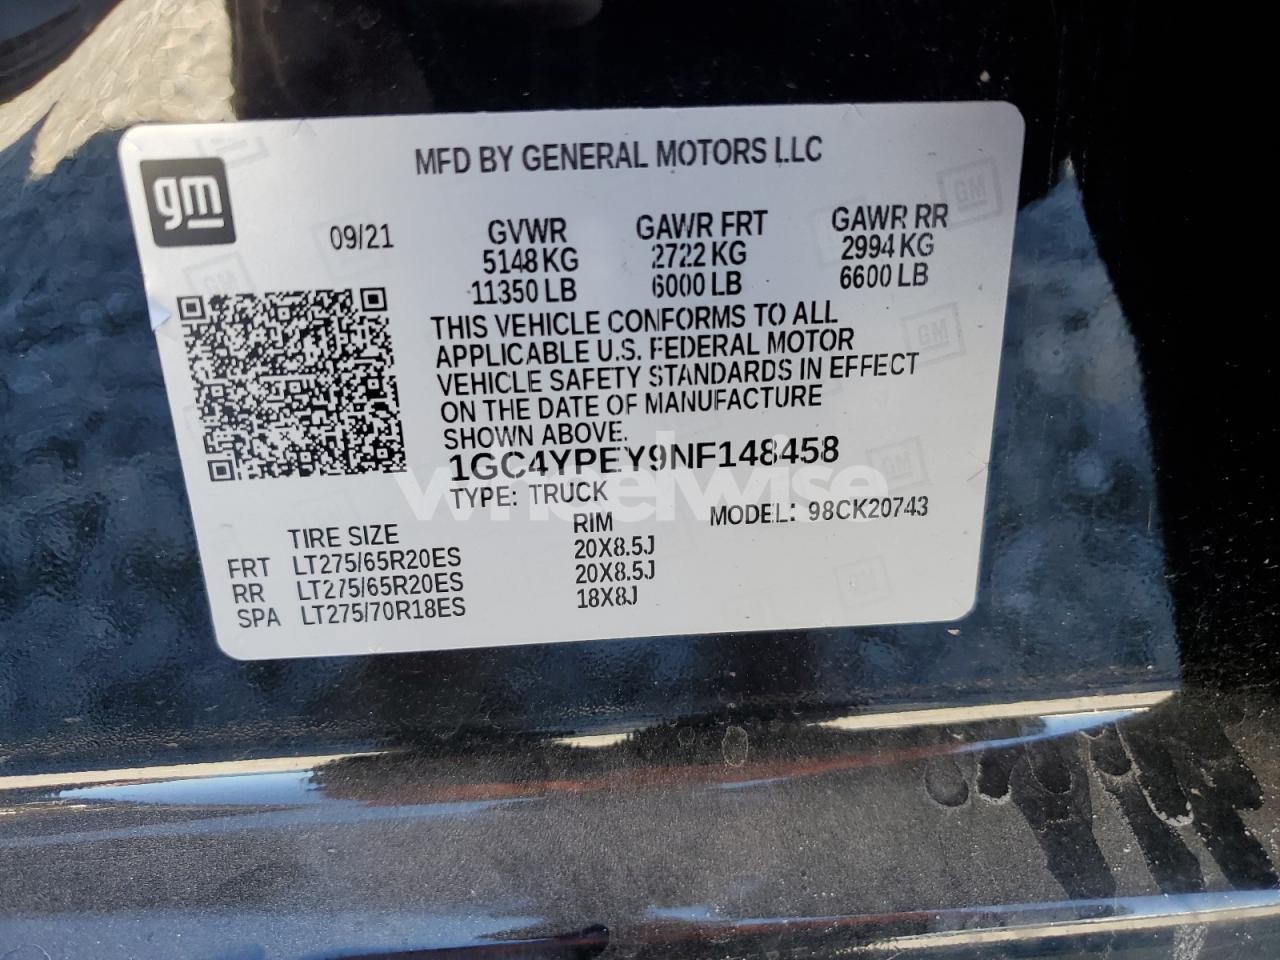 MFD BY GENERAL MOTORS LLC
gm
09/21
GVWR GAWR FRT GAWR RR
5148 KG 2722 KG 2994 KG
11350 LB 6000 LB 6600 LB
THIS VEHICLE CONFORMS TO ALL
APPLICABLE U.S. FEDERAL MOTOR
VEHICLE SAFETY STANDARDS IN EFFECT
ON THE DATE OF MANUFACTURE
SHOWN ABOVE.
1GC4YPEY9NF148458
wheelwise
TYPE: TRUCK
MODEL: 98CK20743
TIRE SIZE RIM
FRT LT275/65R20ES 20X8.5J
RR LT275/65R20ES 20X8.5J
SPA LT275/70R18ES 18X8J
GM
GM